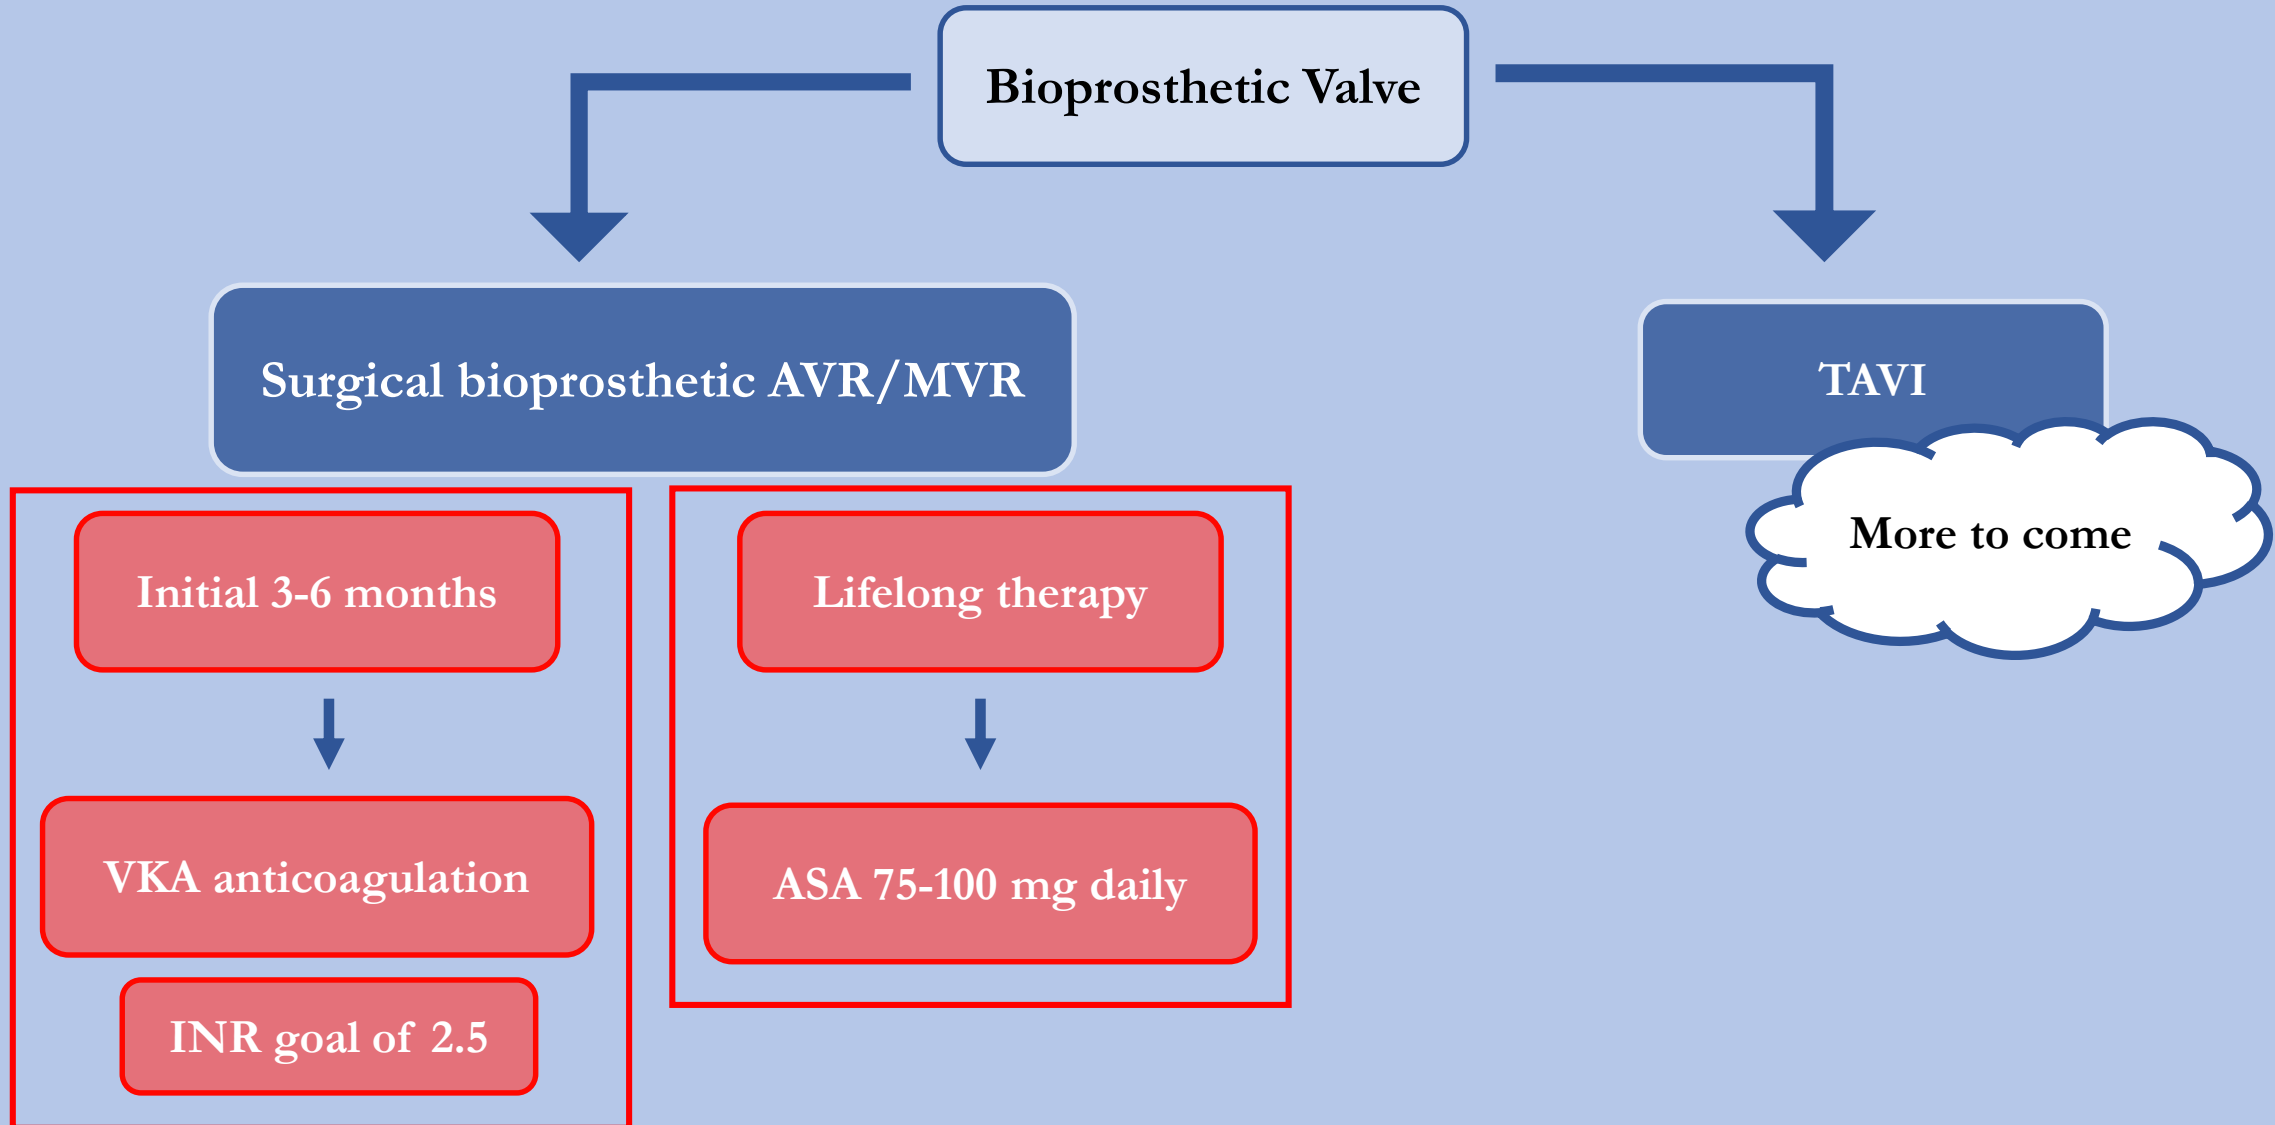 Bioprosthetic Valve
Surgical bioprosthetic AVR/MVR
TAVI
More to come
Initial 3-6 months
Lifelong therapy
VKA anticoagulation
ASA 75-100 mg daily
INR goal of 2.5